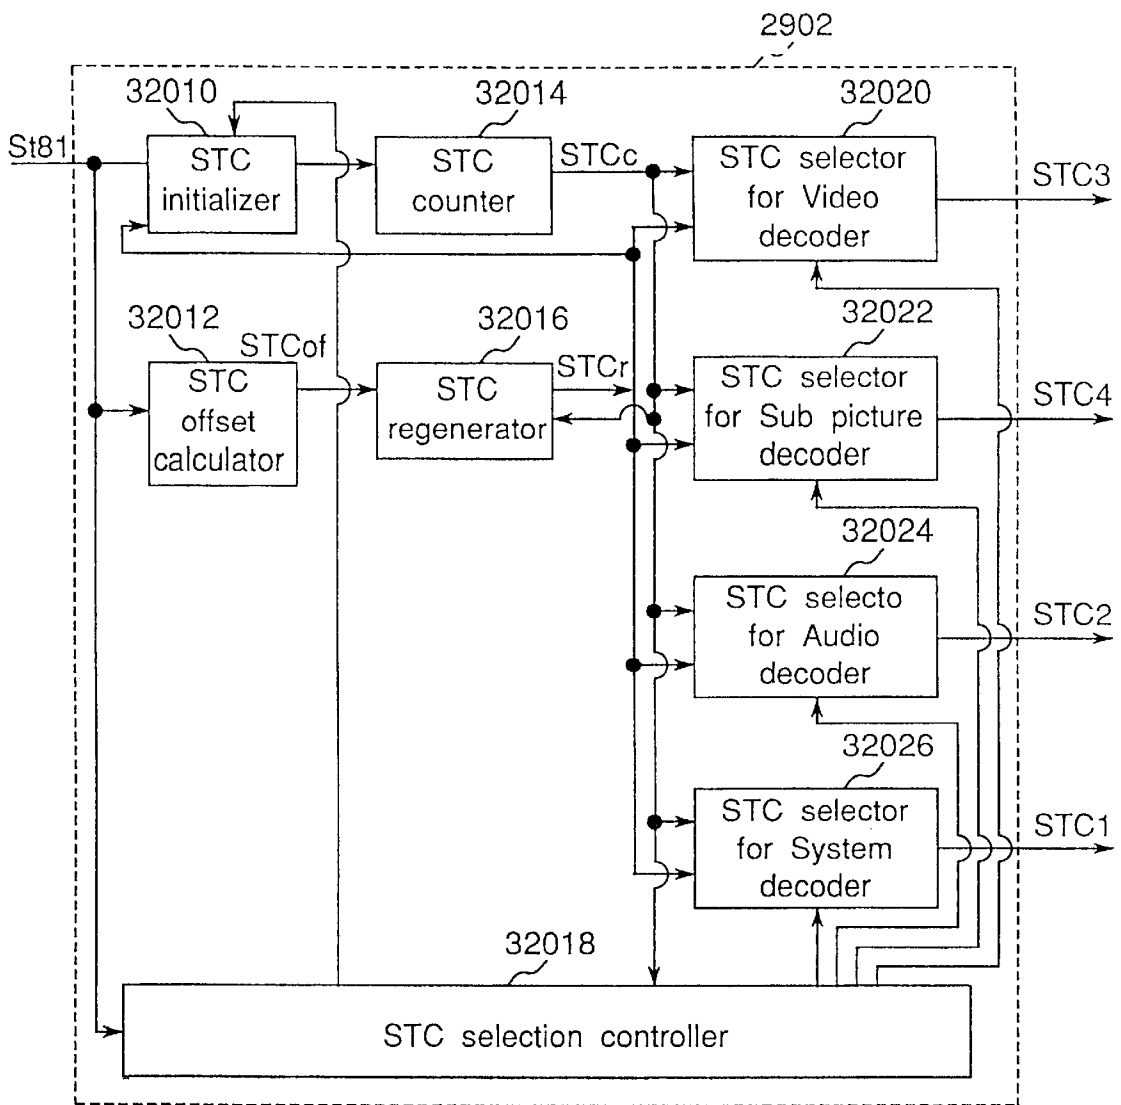 2902
32010
32014
32020
St81
STC
initializer
STC
counter
STCc
STC selector
for Video
decoder
STC3
32012
STCof
32016
32022
STC
offset
calculator
STC
regenerator
STCr
STC selector
for Sub picture
decoder
STC4
32024
STC selecto
for Audio
decoder
STC2
32026
STC selector
for System
decoder
STC1
32018
STC selection controller